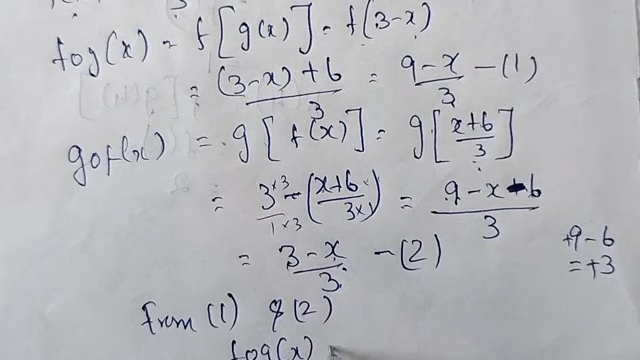 fog(x) = f[g(x)] = f(3-x)
= (3-x)+6/3 = 9-x/3 - (1)
gof(x) = g[f(x)] = g[x+6/3]
= 3×3/1×3 - (x+6/3×1) = 9-x-6/3
= 3-x/3 - (2)
+9-6
=+3
from (1) & (2)
fog(x)